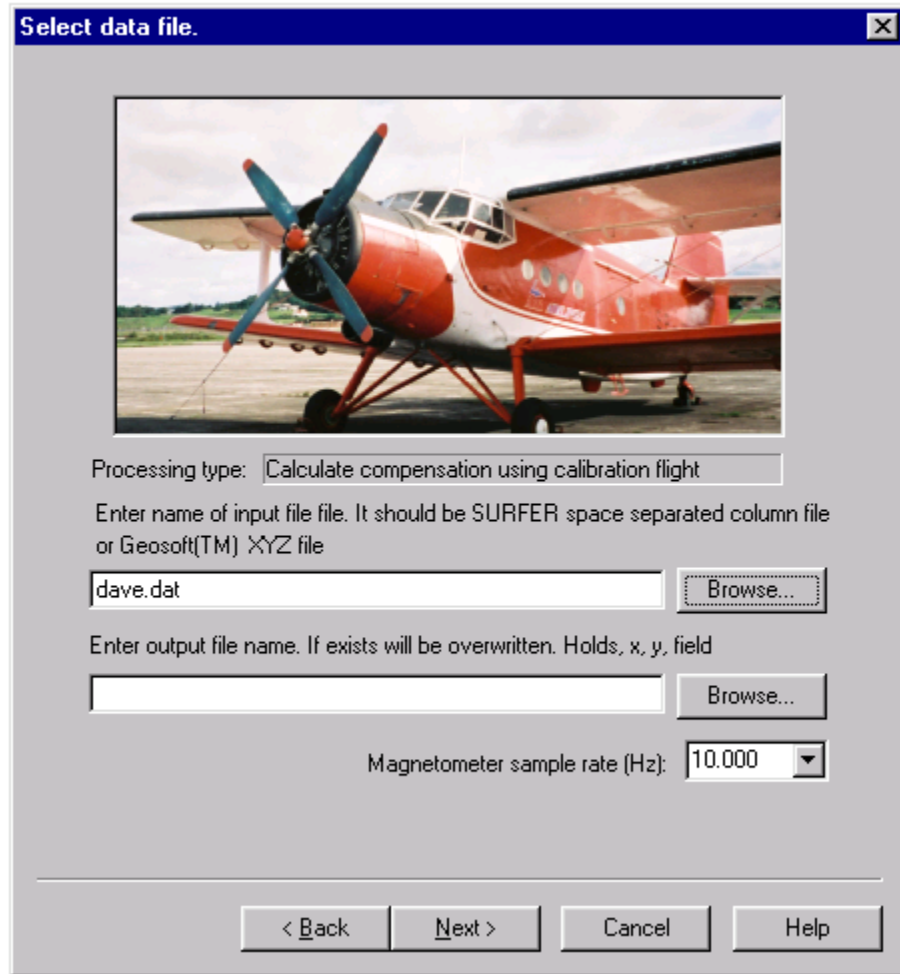 Select data file.
Processing type: Calculate compensation using calibration flight
Enter name of input file file. It should be SURFER space separated column file
or Geosoft(TM) XYZ file
dave.dat Browse...
Enter output file name. If exists will be overwritten. Holds, x, y, field
Browse...
Magnetometer sample rate (Hz): 10.000
< Back Next > Cancel Help